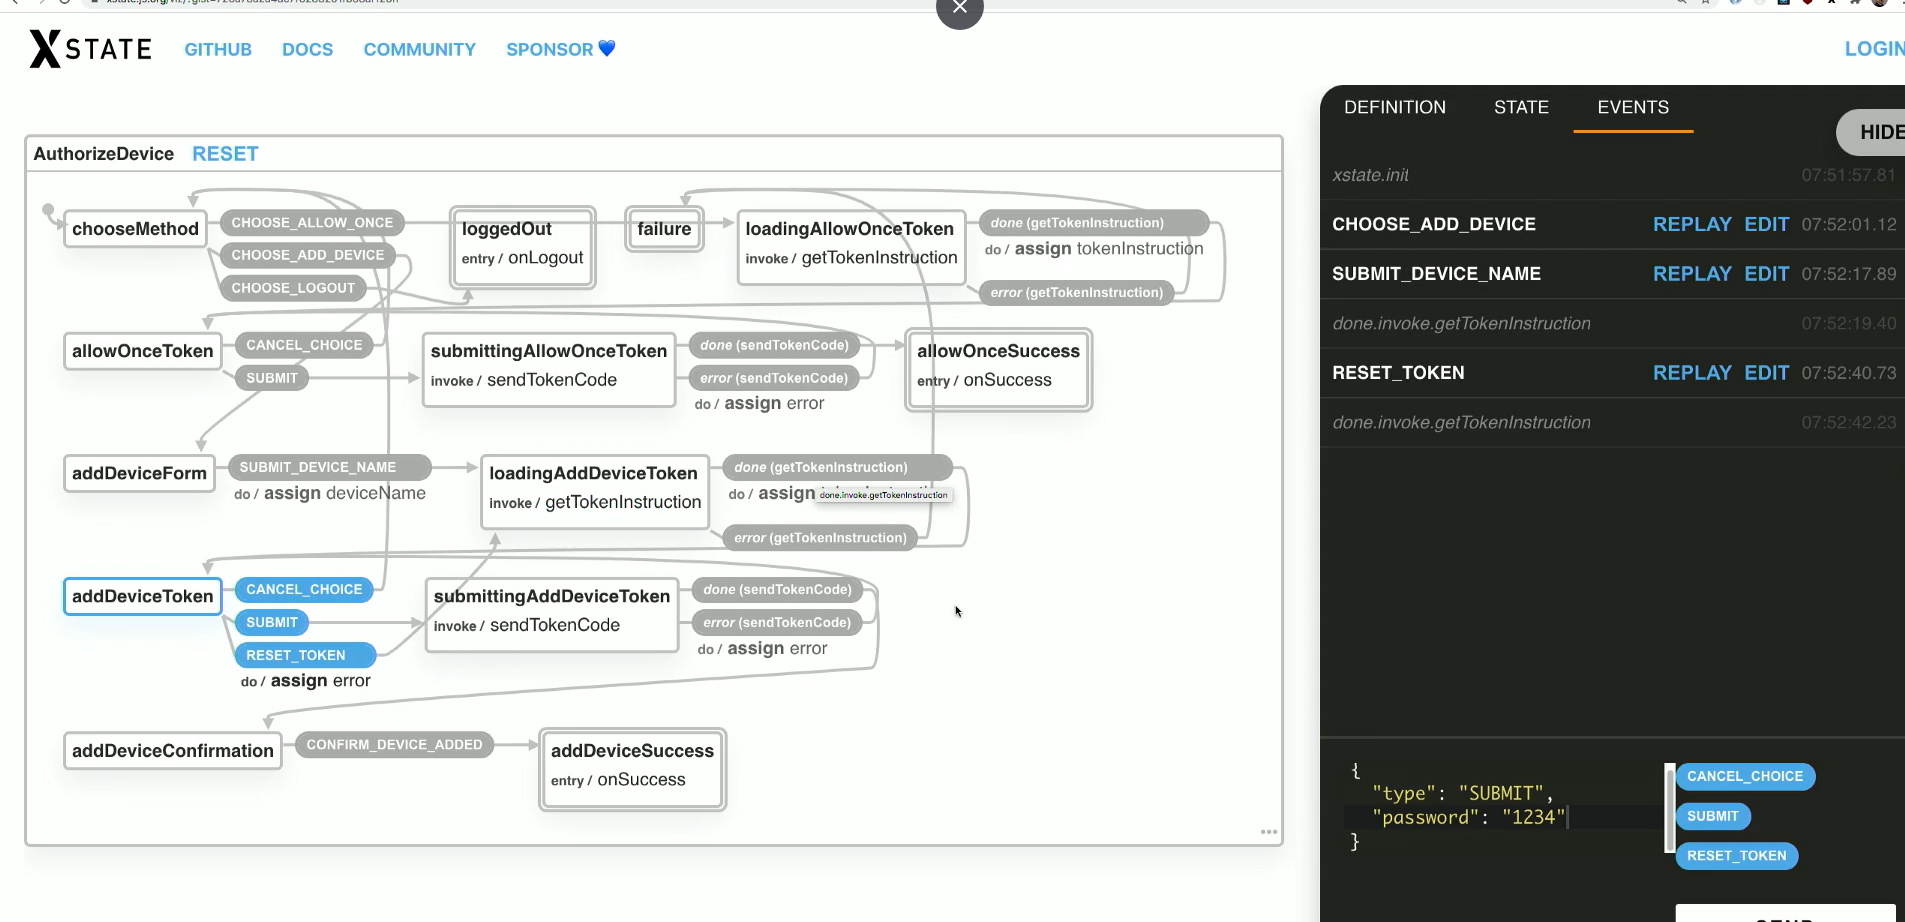 XSTATE GITHUB DOCS COMMUNITY SPONSOR 💙 LOGIN
AuthorizeDevice RESET
chooseMethod
CHOOSE_ALLOW_ONCE
CHOOSE_ADD_DEVICE
CHOOSE_LOGOUT
loggedOut
entry / onLogout
failure
loadingAllowOnceToken
invoke / getTokenInstruction
done (getTokenInstruction)
do / assign tokenInstruction
error (getTokenInstruction)
allowOnceToken
CANCEL_CHOICE
SUBMIT
submittingAllowOnceToken
invoke / sendTokenCode
done (sendTokenCode)
error (sendTokenCode)
do / assign error
allowOnceSuccess
entry / onSuccess
addDeviceForm
SUBMIT_DEVICE_NAME
do / assign deviceName
loadingAddDeviceToken
invoke / getTokenInstruction
done (getTokenInstruction)
do / assign
done.invoke.getTokenInstruction
error (getTokenInstruction)
addDeviceToken
CANCEL_CHOICE
SUBMIT
RESET_TOKEN
do / assign error
submittingAddDeviceToken
invoke / sendTokenCode
done (sendTokenCode)
error (sendTokenCode)
do / assign error
addDeviceConfirmation
CONFIRM_DEVICE_ADDED
addDeviceSuccess
entry / onSuccess
DEFINITION STATE EVENTS
HIDE
xstate.init 07:51:57.81
CHOOSE_ADD_DEVICE REPLAY EDIT 07:52:01.12
SUBMIT_DEVICE_NAME REPLAY EDIT 07:52:17.89
done.invoke.getTokenInstruction 07:52:19.40
RESET_TOKEN REPLAY EDIT 07:52:40.73
done.invoke.getTokenInstruction 07:52:42.23
{
"type": "SUBMIT",
"password": "1234"
}
CANCEL_CHOICE
SUBMIT
RESET_TOKEN
SEND